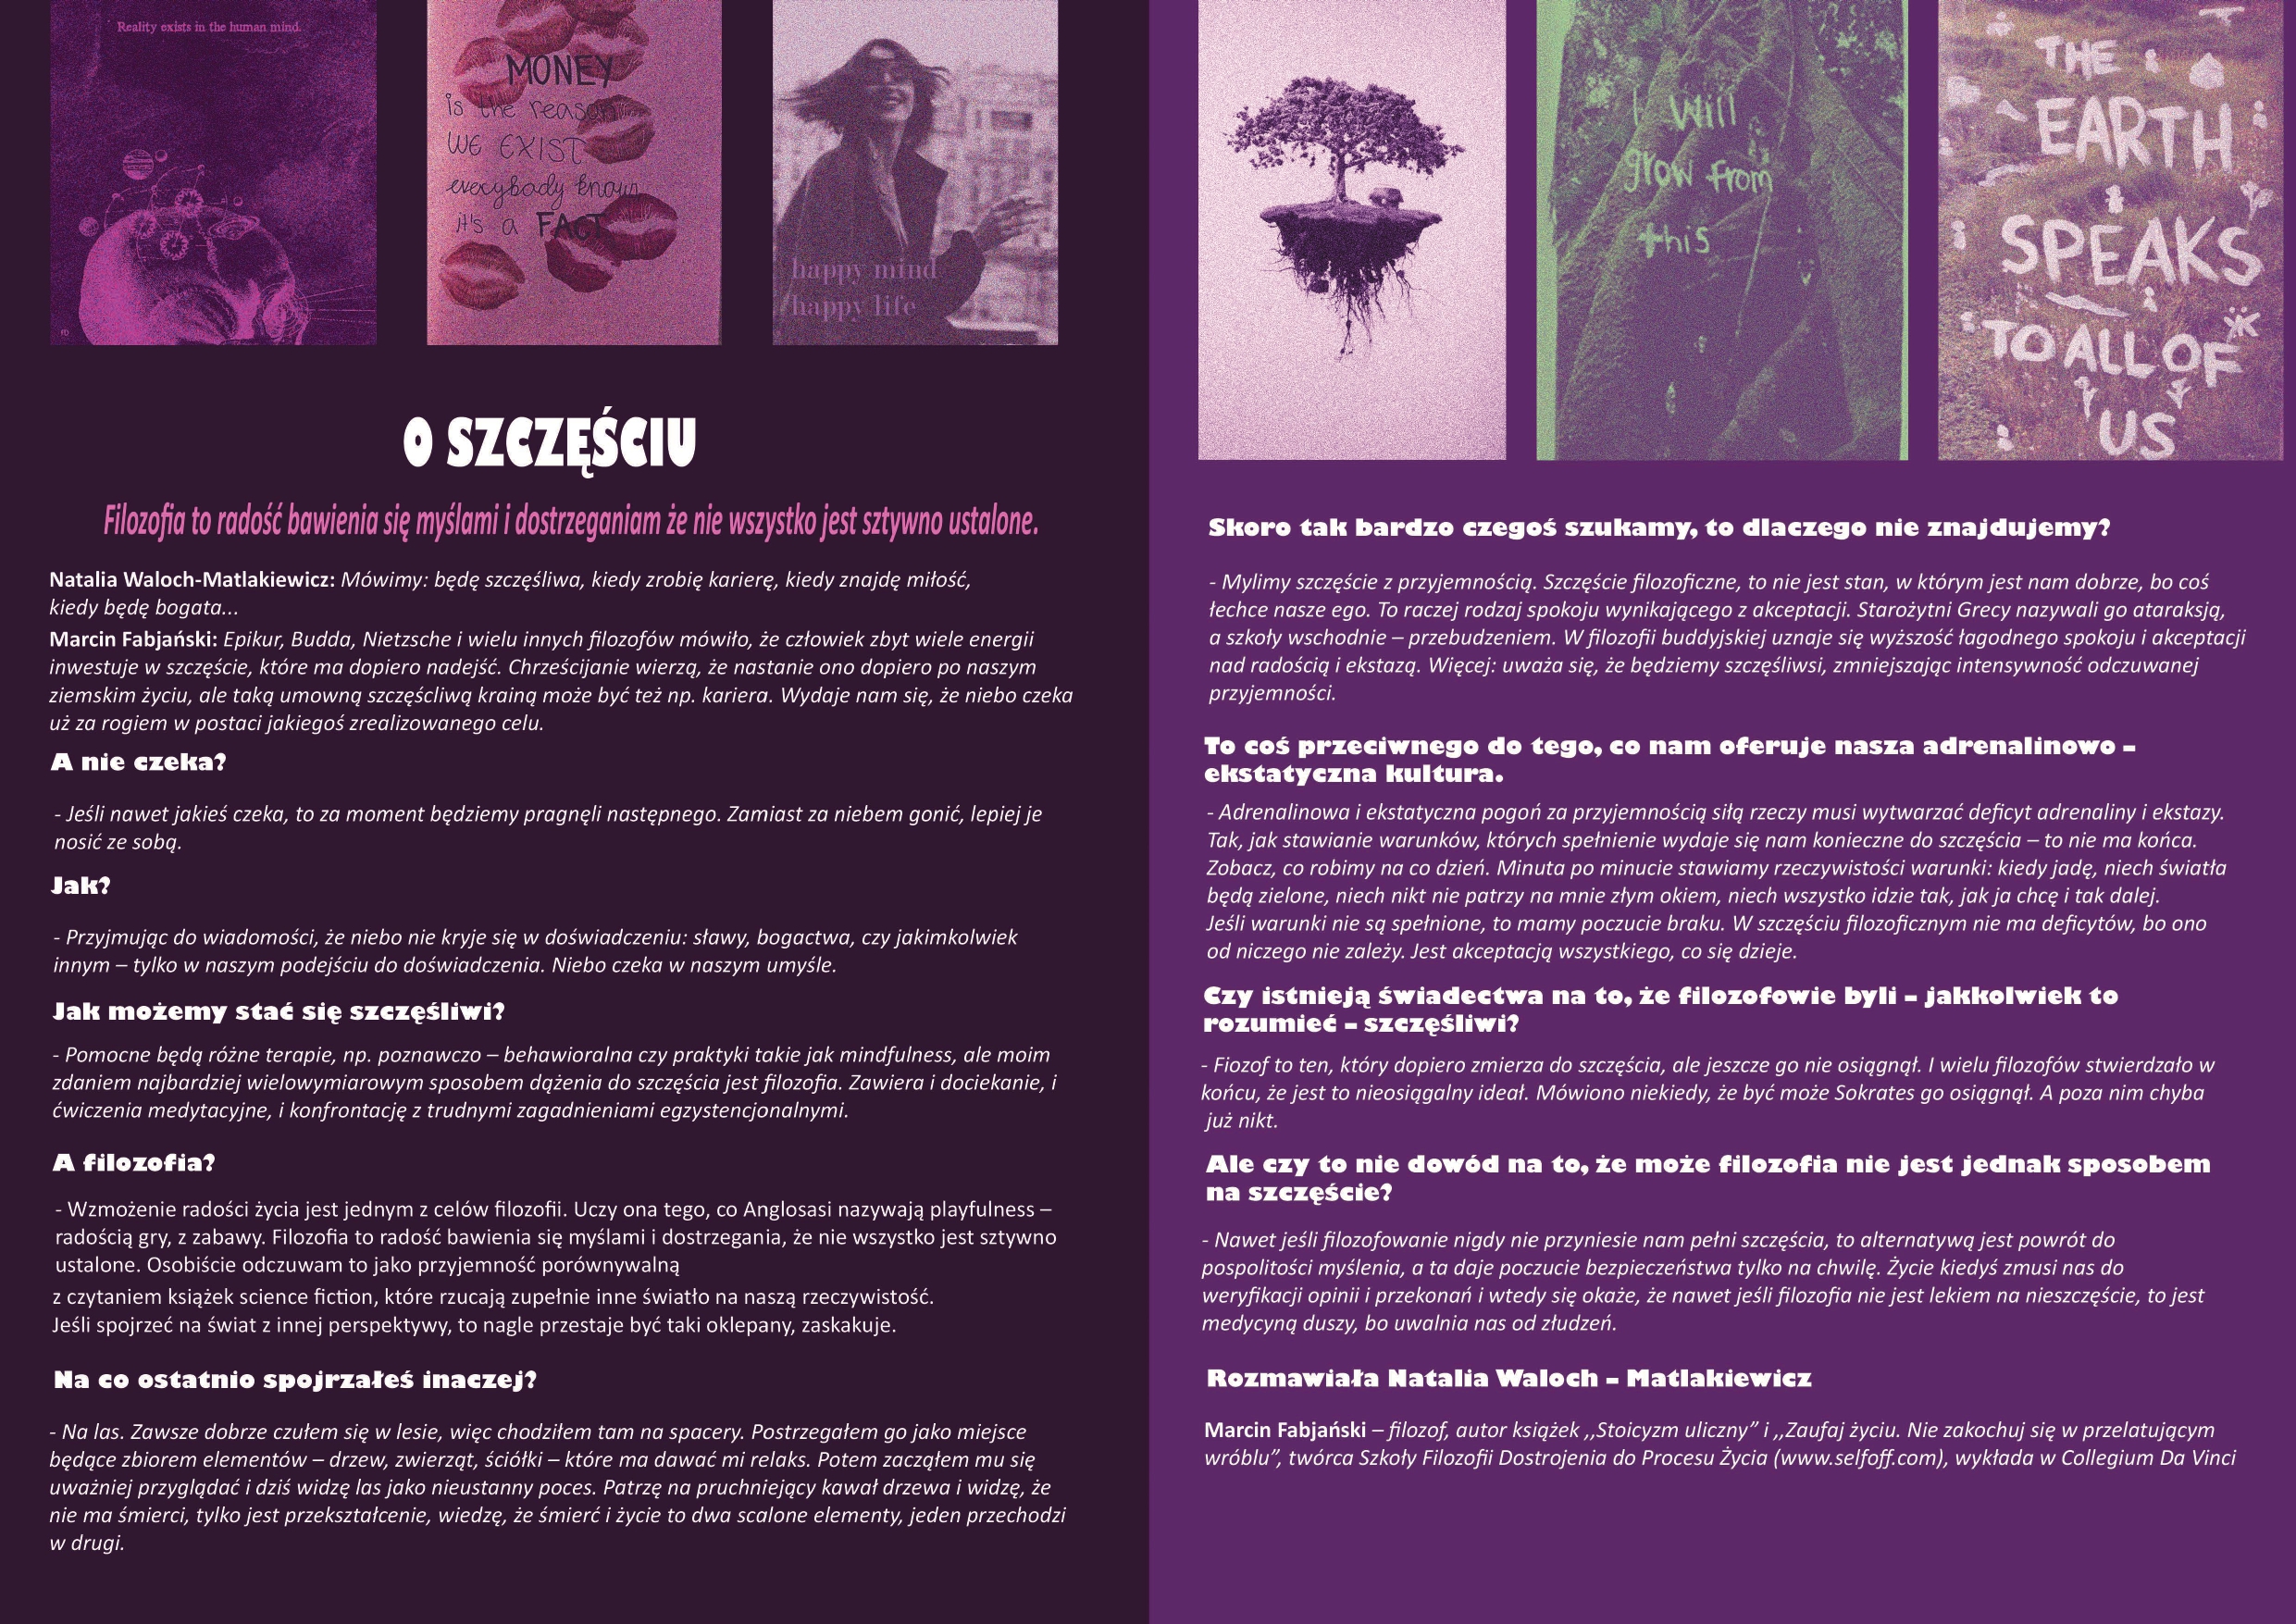 Reality exists in the human mind.
MONEY
is the reason
WE EXIST
everybody knows
it's a FACT
happy mind
happy life
O SZCZĘŚCIU
Filozofia to radość bawienia się myślami i dostrzeganiam że nie wszystko jest sztywno ustalone.
Natalia Waloch-Matlakiewicz: Mówimy: będę szczęśliwa, kiedy zrobię karierę, kiedy znajdę miłość,
kiedy będę bogata...
Marcin Fabjański: Epikur, Budda, Nietzsche i wielu innych filozofów mówiło, że człowiek zbyt wiele energii
inwestuje w szczęście, które ma dopiero nadejść. Chrześcijanie wierzą, że nastanie ono dopiero po naszym
ziemskim życiu, ale taką umowną szczęścliwą krainą może być też np. kariera. Wydaje nam się, że niebo czeka
uż za rogiem w postaci jakiegoś zrealizowanego celu.
A nie czeka?
- Jeśli nawet jakieś czeka, to za moment będziemy pragnęli następnego. Zamiast za niebem gonić, lepiej je
nosić ze sobą.
Jak?
- Przyjmując do wiadomości, że niebo nie kryje się w doświadczeniu: sławy, bogactwa, czy jakimkolwiek
innym – tylko w naszym podejściu do doświadczenia. Niebo czeka w naszym umyśle.
Jak możemy stać się szczęśliwi?
- Pomocne będą różne terapie, np. poznawczo – behawioralna czy praktyki takie jak mindfulness, ale moim
zdaniem najbardziej wielowymiarowym sposobem dążenia do szczęścia jest filozofia. Zawiera i dociekanie, i
ćwiczenia medytacyjne, i konfrontację z trudnymi zagadnieniami egzystencjonalnymi.
A filozofia?
- Wzmożenie radości życia jest jednym z celów filozofii. Uczy ona tego, co Anglosasi nazywają playfulness –
radością gry, z zabawy. Filozofia to radość bawienia się myślami i dostrzegania, że nie wszystko jest sztywno
ustalone. Osobiście odczuwam to jako przyjemność porównywalną
z czytaniem książek science fiction, które rzucają zupełnie inne światło na naszą rzeczywistość.
Jeśli spojrzeć na świat z innej perspektywy, to nagle przestaje być taki oklepany, zaskakuje.
Na co ostatnio spojrzałeś inaczej?
- Na las. Zawsze dobrze czułem się w lesie, więc chodziłem tam na spacery. Postrzegałem go jako miejsce
będące zbiorem elementów – drzew, zwierząt, ściółki – które ma dawać mi relaks. Potem zacząłem mu się
uważniej przyglądać i dziś widzę las jako nieustanny poces. Patrzę na pruchniejący kawał drzewa i widzę, że
nie ma śmierci, tylko jest przekształcenie, wiedzę, że śmierć i życie to dwa scalone elementy, jeden przechodzi
w drugi.
I will
grow from
this
THE
EARTH
SPEAKS
TO ALL OF
US
Skoro tak bardzo czegoś szukamy, to dlaczego nie znajdujemy?
- Mylimy szczęście z przyjemnością. Szczęście filozoficzne, to nie jest stan, w którym jest nam dobrze, bo coś
łechce nasze ego. To raczej rodzaj spokoju wynikającego z akceptacji. Starożytni Grecy nazywali go ataraksją,
a szkoły wschodnie – przebudzeniem. W filozofii buddyjskiej uznaje się wyższość łagodnego spokoju i akceptacji
nad radością i ekstazą. Więcej: uważa się, że będziemy szczęśliwsi, zmniejszając intensywność odczuwanej
przyjemności.
To coś przeciwnego do tego, co nam oferuje nasza adrenalinowo –
ekstatyczna kultura.
- Adrenalinowa i ekstatyczna pogoń za przyjemnością siłą rzeczy musi wytwarzać deficyt adrenaliny i ekstazy.
Tak, jak stawianie warunków, których spełnienie wydaje się nam konieczne do szczęścia – to nie ma końca.
Zobacz, co robimy na co dzień. Minuta po minucie stawiamy rzeczywistości warunki: kiedy jadę, niech światła
będą zielone, niech nikt nie patrzy na mnie złym okiem, niech wszystko idzie tak, jak ja chcę i tak dalej.
Jeśli warunki nie są spełnione, to mamy poczucie braku. W szczęściu filozoficznym nie ma deficytów, bo ono
od niczego nie zależy. Jest akceptacją wszystkiego, co się dzieje.
Czy istnieją świadectwa na to, że filozofowie byli – jakkolwiek to
rozumieć – szczęśliwi?
- Fiozof to ten, który dopiero zmierza do szczęścia, ale jeszcze go nie osiągnął. I wielu filozofów stwierdzało w
końcu, że jest to nieosiągalny ideał. Mówiono niekiedy, że być może Sokrates go osiągnął. A poza nim chyba
już nikt.
Ale czy to nie dowód na to, że może filozofia nie jest jednak sposobem
na szczęście?
- Nawet jeśli filozofowanie nigdy nie przyniesie nam pełni szczęścia, to alternatywą jest powrót do
pospolitości myślenia, a ta daje poczucie bezpieczeństwa tylko na chwilę. Życie kiedyś zmusi nas do
weryfikacji opinii i przekonań i wtedy się okaże, że nawet jeśli filozofia nie jest lekiem na nieszczęście, to jest
medycyną duszy, bo uwalnia nas od złudzeń.
Rozmawiała Natalia Waloch – Matlakiewicz
Marcin Fabjański – filozof, autor książek ,,Stoicyzm uliczny” i ,,Zaufaj życiu. Nie zakochuj się w przelatującym
wróblu”, twórca Szkoły Filozofii Dostrojenia do Procesu Życia (www.selfoff.com), wykłada w Collegium Da Vinci